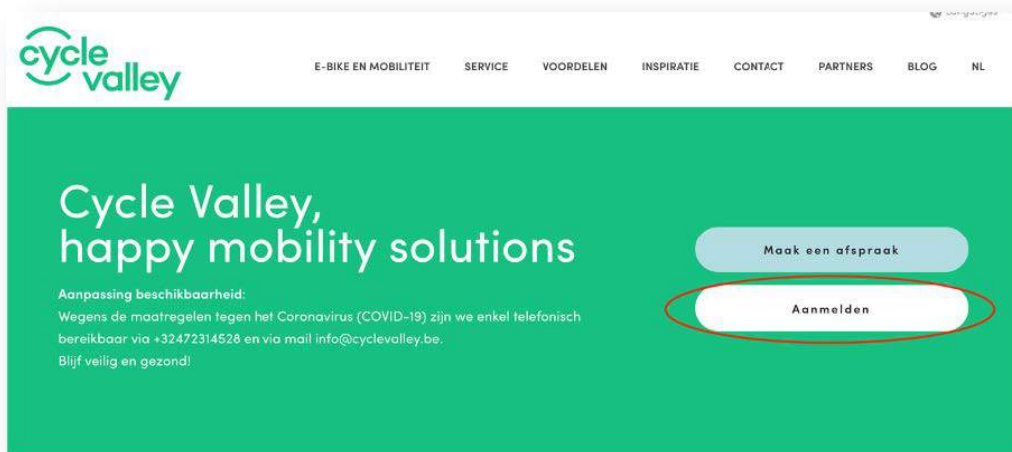 cycle
valley
E-BIKE EN MOBILITEIT SERVICE VOORDELEN INSPIRATIE CONTACT PARTNERS BLOG NL
Cycle Valley,
happy mobility solutions
Aanpassing beschikbaarheid:
Wegens de maatregelen tegen het Coronavirus (COVID-19) zijn we enkel telefonisch
bereikbaar via +32472314528 en via mail info@cyclevalley.be.
Blijf veilig en gezond!
Maak een afspraak
Aanmelden